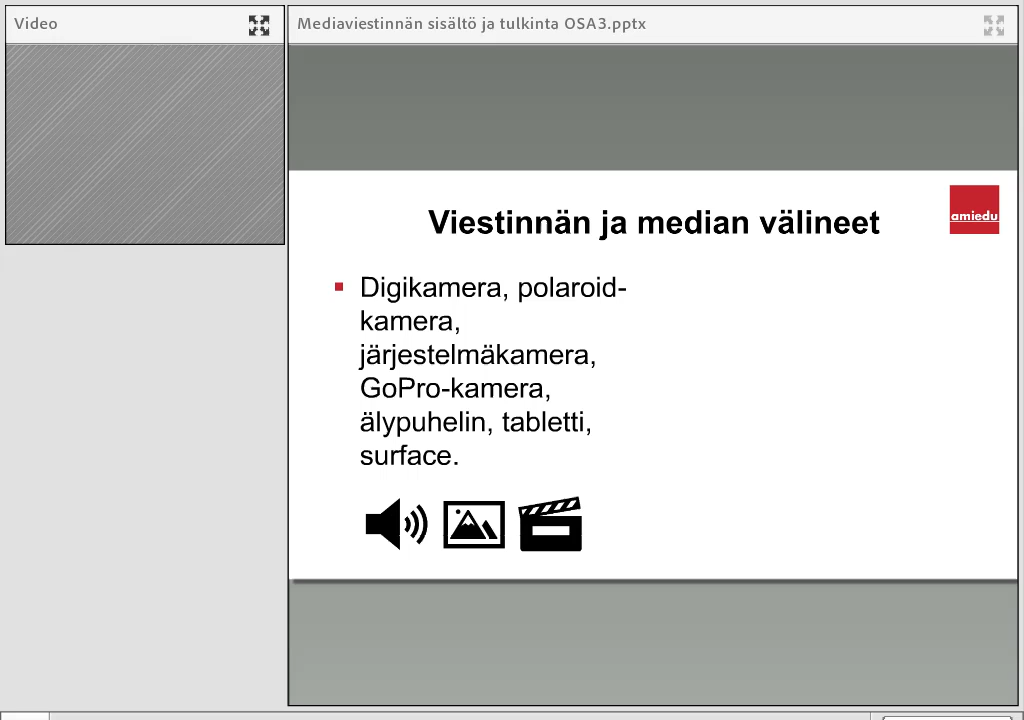 Video
Mediaviestinnän sisältö ja tulkinta OSA3.pptx
amiedu
Viestinnän ja median välineet
Digikamera, polaroid-
kamera,
järjestelmäkamera,
GoPro-kamera,
älypuhelin, tabletti,
surface.